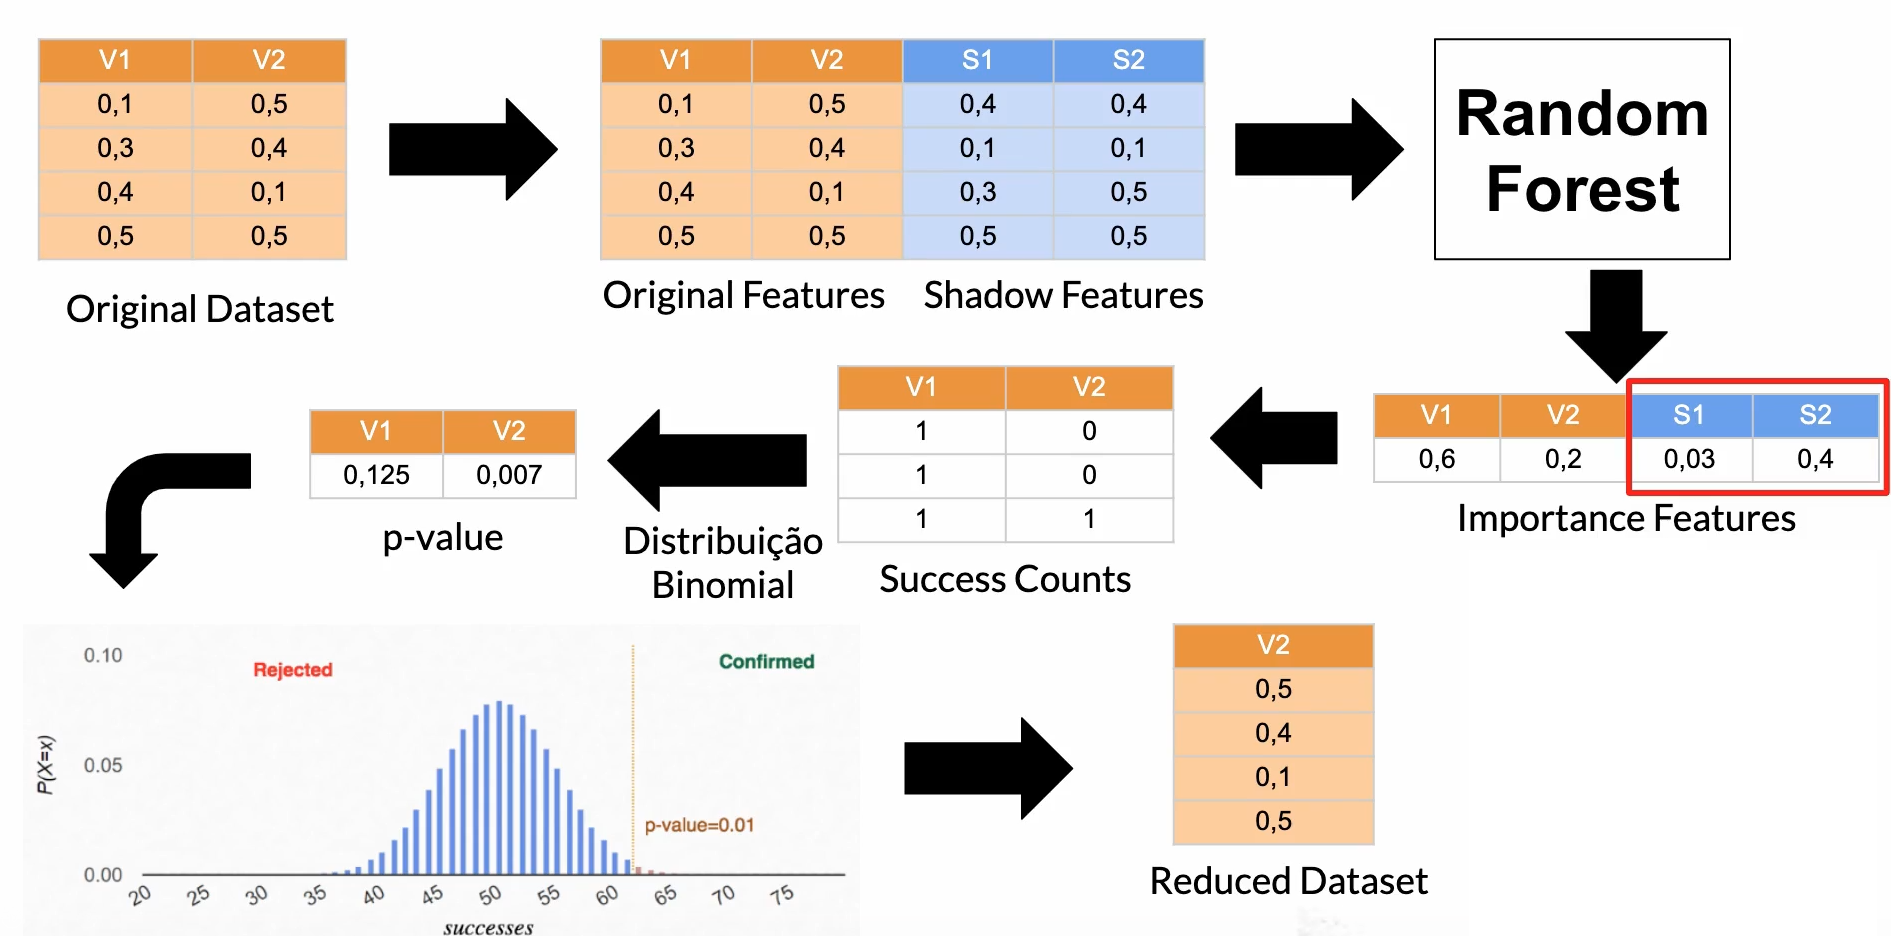 V1 V2
0,1 0,5
0,3 0,4
0,4 0,1
0,5 0,5
Original Dataset
V1 V2 S1 S2
0,1 0,5 0,4 0,4
0,3 0,4 0,1 0,1
0,4 0,1 0,3 0,5
0,5 0,5 0,5 0,5
Original Features Shadow Features
Random
Forest
V1 V2 S1 S2
0,6 0,2 0,03 0,4
Importance Features
V1 V2
1 0
1 0
1 1
Success Counts
Distribuição
Binomial
V1 V2
0,125 0,007
p-value
0.10
0.05
0.00
P(X=x)
Rejected
Confirmed
p-value=0.01
20 25 30 35 40 45 50 55 60 65 70 75
successes
V2
0,5
0,4
0,1
0,5
Reduced Dataset